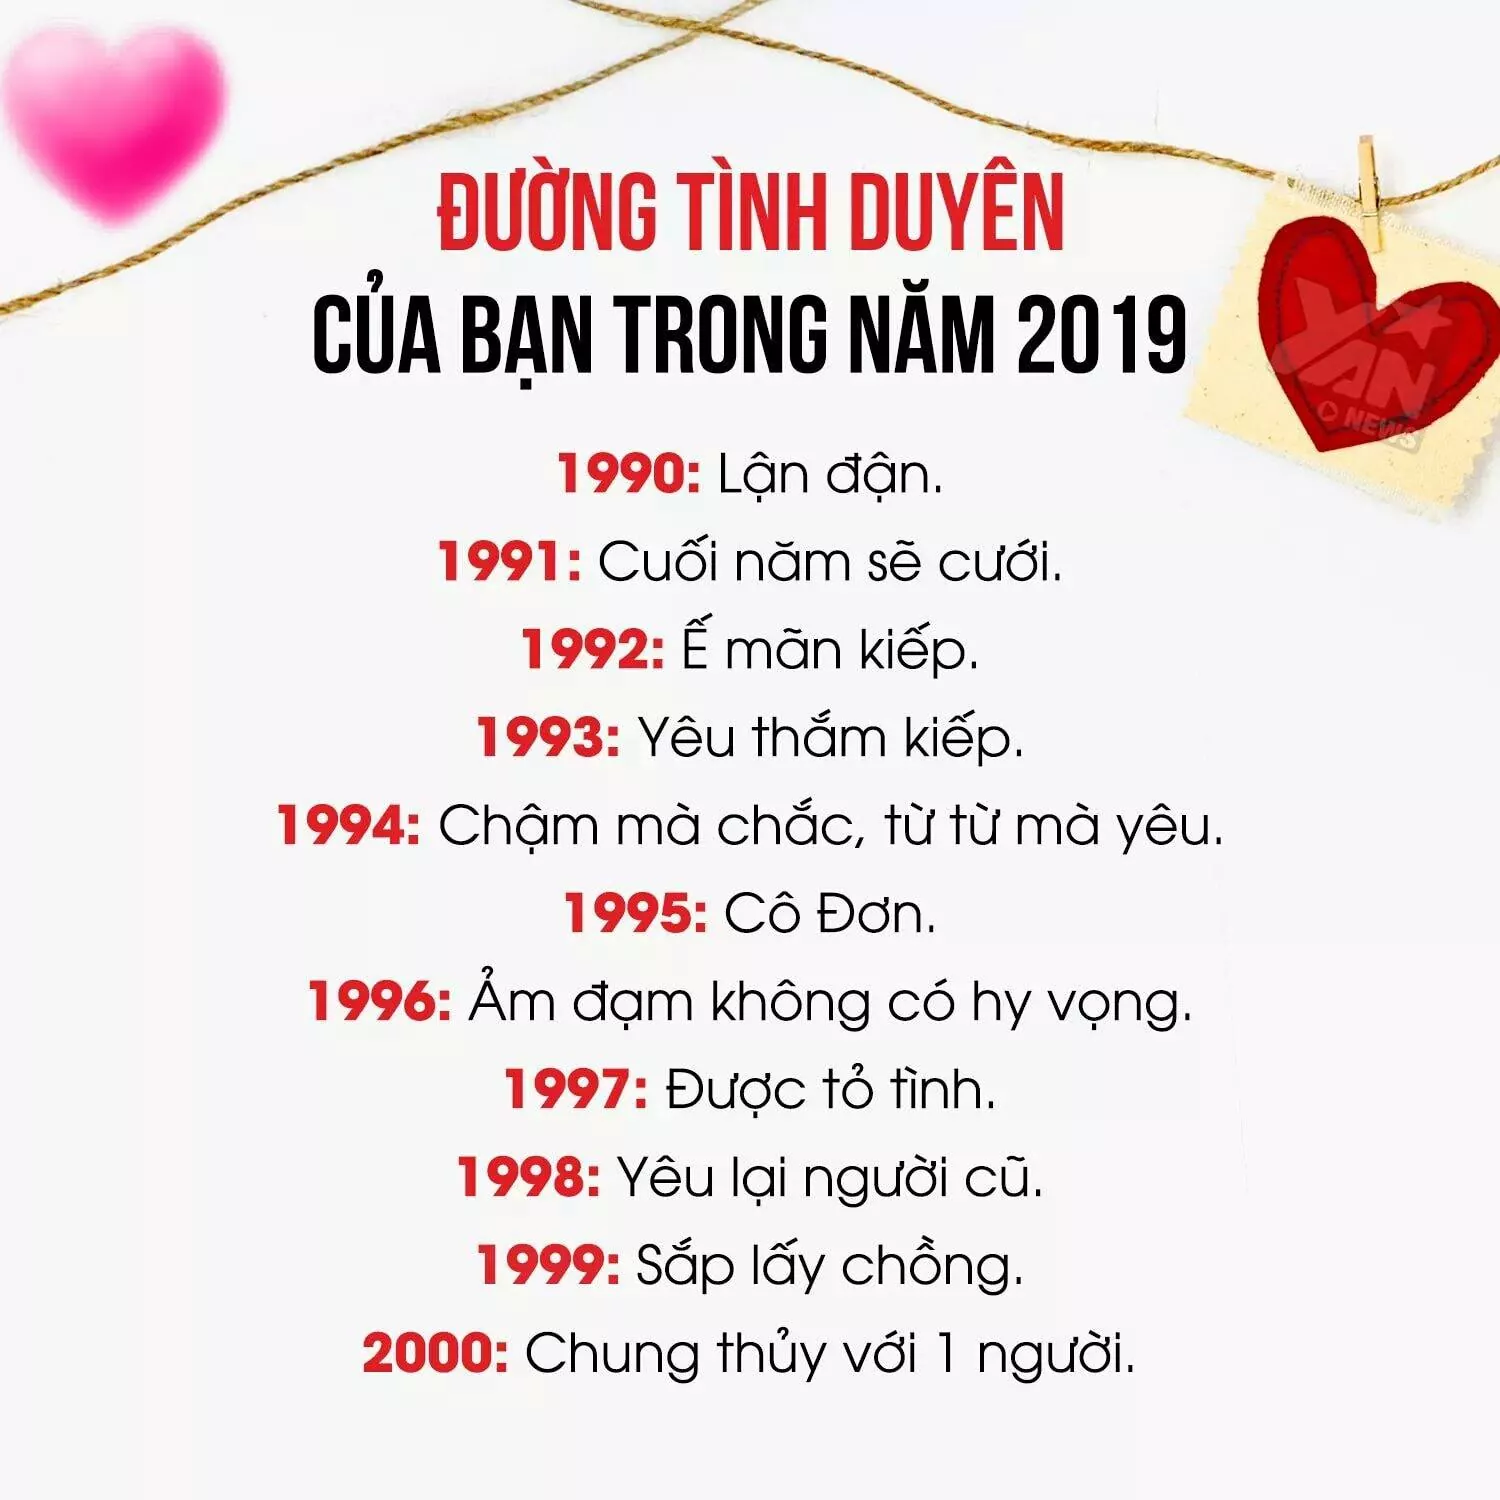 ĐƯỜNG TÌNH DUYÊN
CỦA BẠN TRONG NĂM 2019
YAN
NEWS
1990: Lận đận.
1991: Cuối năm sẽ cưới.
1992: Ế mãn kiếp.
1993: Yêu thắm kiếp.
1994: Chậm mà chắc, từ từ mà yêu.
1995: Cô Đơn.
1996: Ảm đạm không có hy vọng.
1997: Được tỏ tình.
1998: Yêu lại người cũ.
1999: Sắp lấy chồng.
2000: Chung thủy với 1 người.